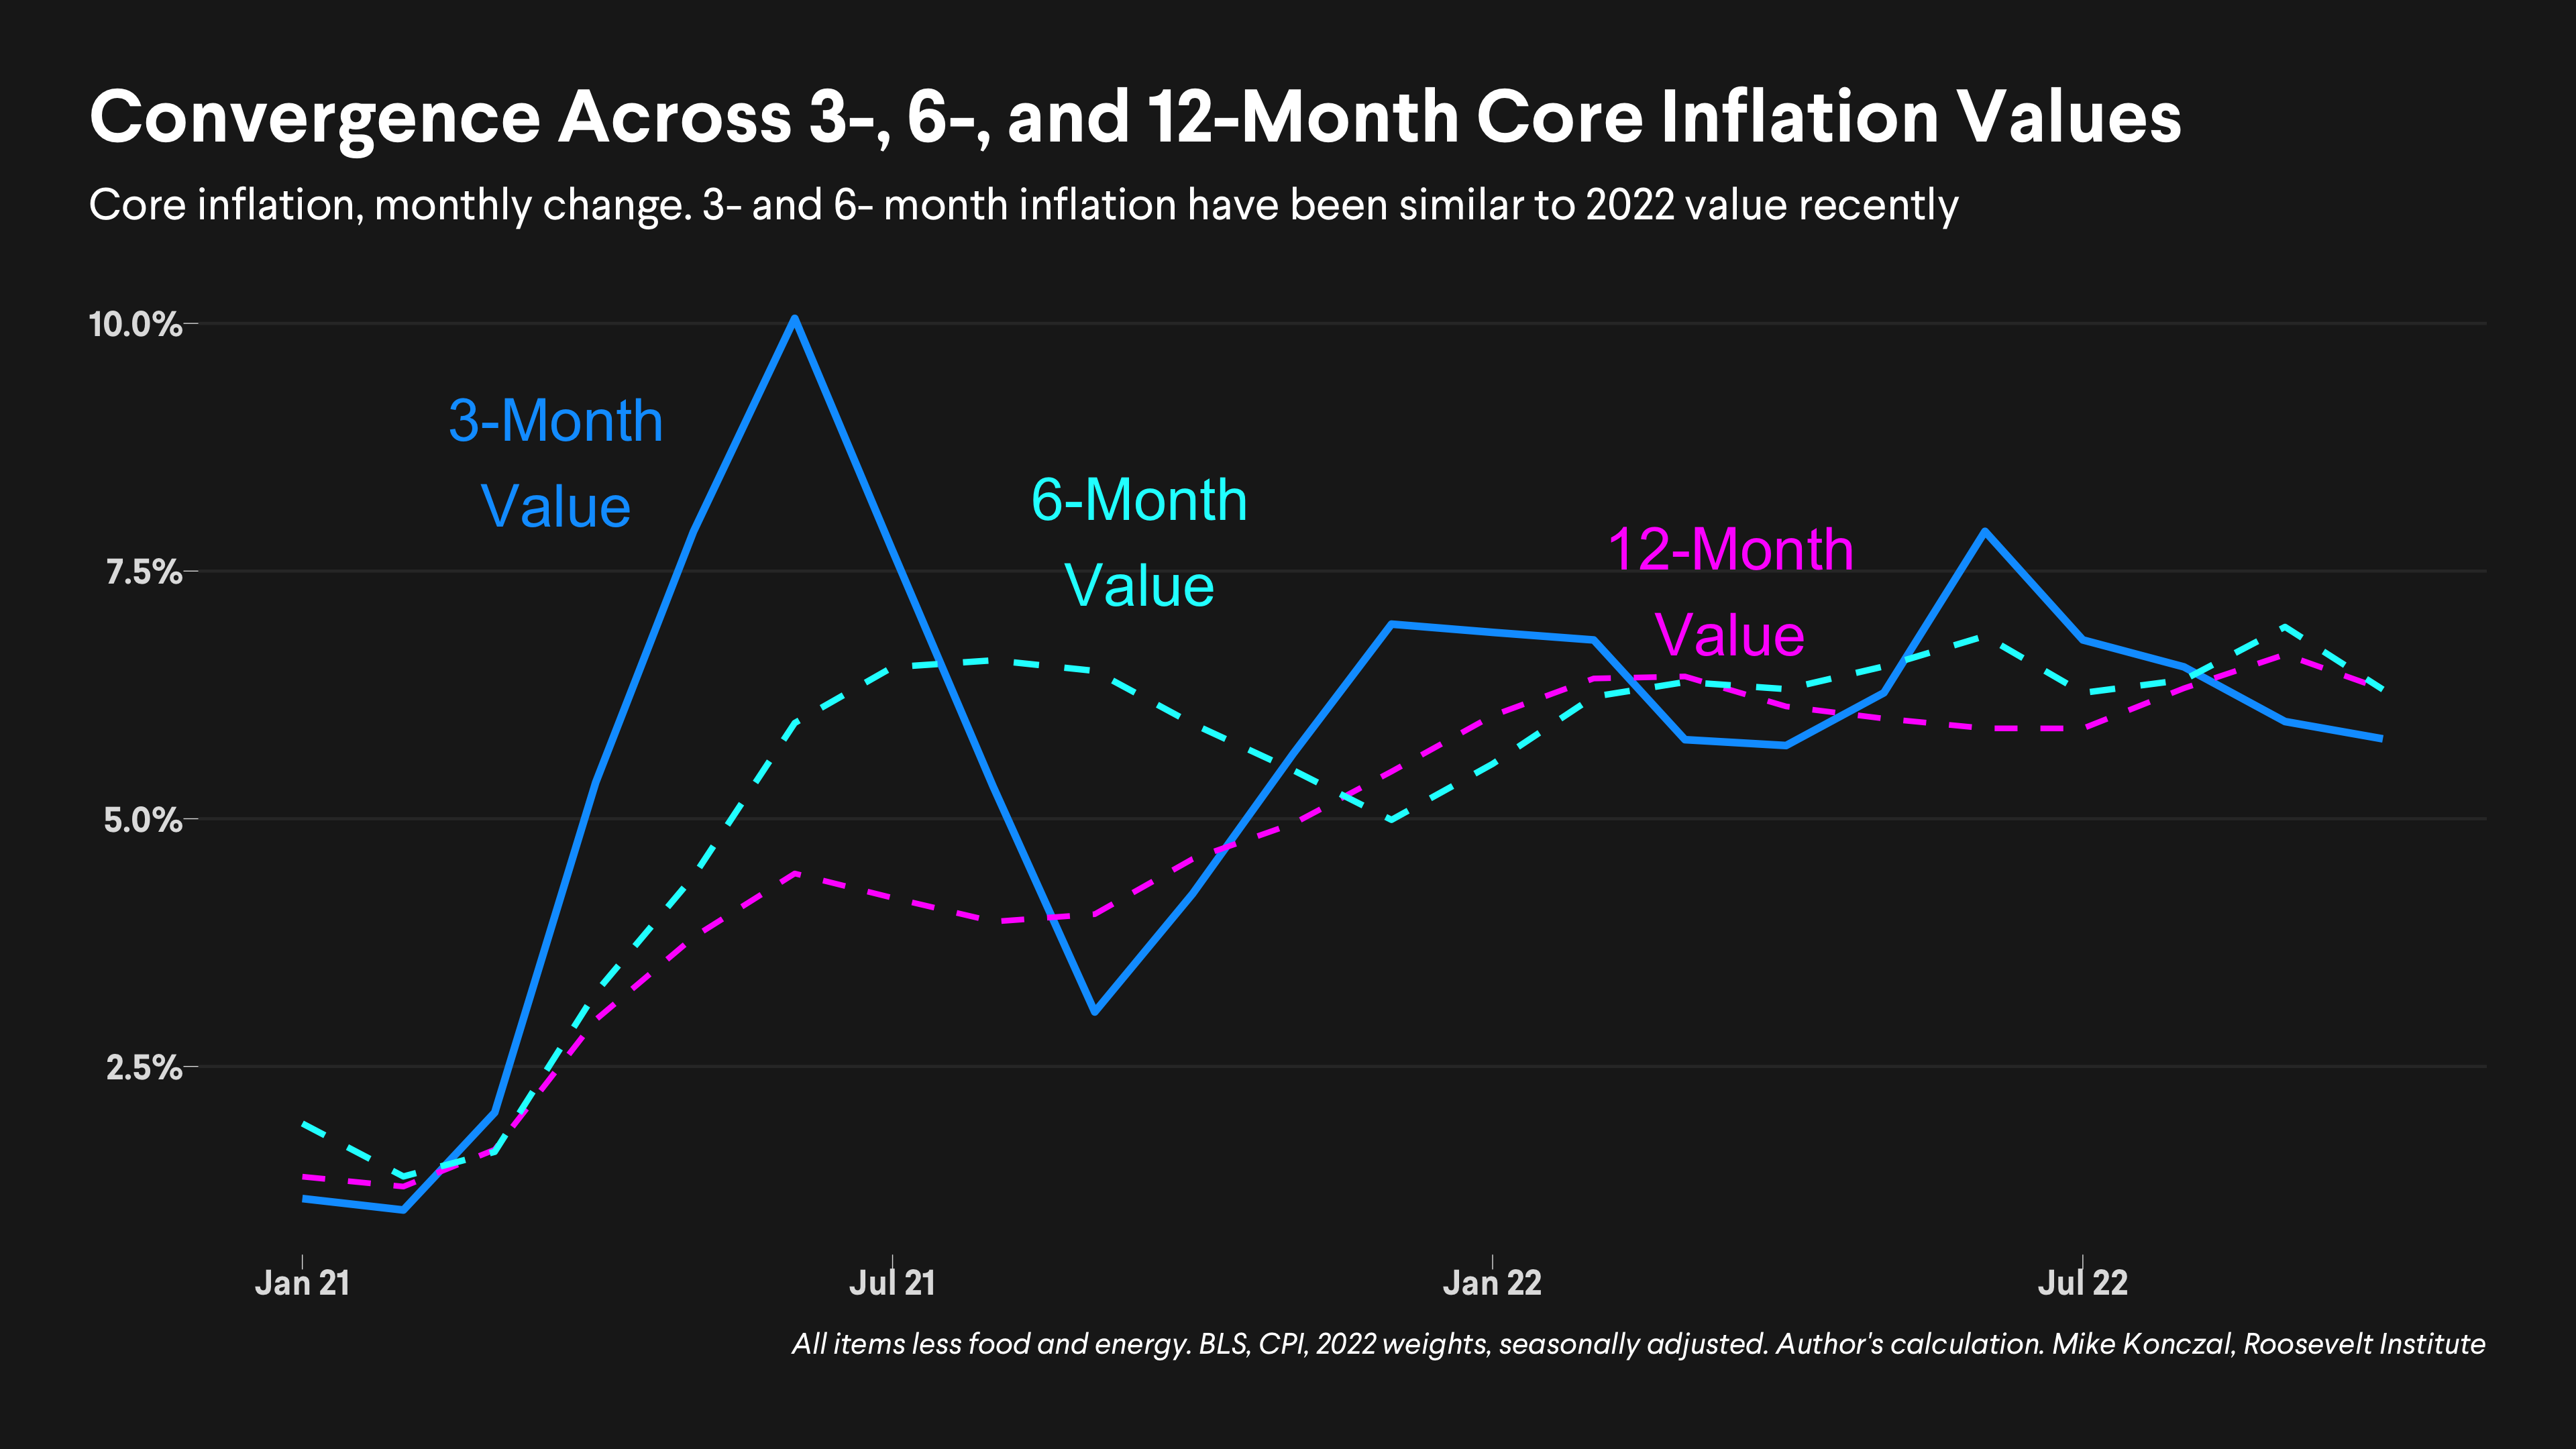 Convergence Across 3-, 6-, and 12-Month Core Inflation Values
Core inflation, monthly change. 3- and 6- month inflation have been similar to 2022 value recently
10.0%
7.5%
5.0%
2.5%
3-Month
Value
6-Month
Value
12-Month
Value
Jan 21
Jul 21
Jan 22
Jul 22
All items less food and energy. BLS, CPI, 2022 weights, seasonally adjusted. Author's calculation. Mike Konczal, Roosevelt Institute